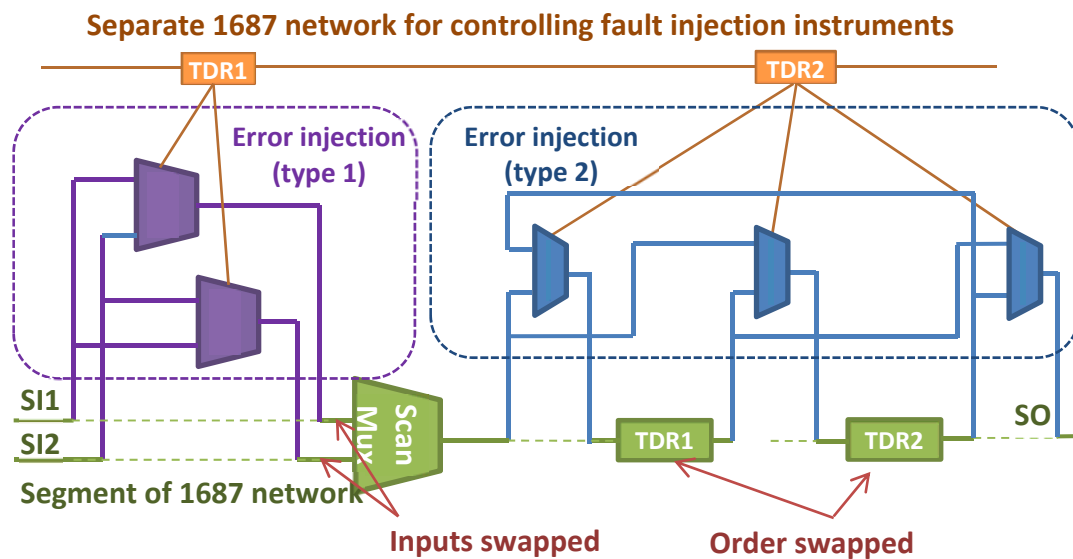 Separate 1687 network for controlling fault injection instruments
TDR1
TDR2
Error injection
(type 1)
Error injection
(type 2)
SI1
SI2
Scan
Mux
TDR1
TDR2
SO
Segment of 1687 network
Inputs swapped
Order swapped